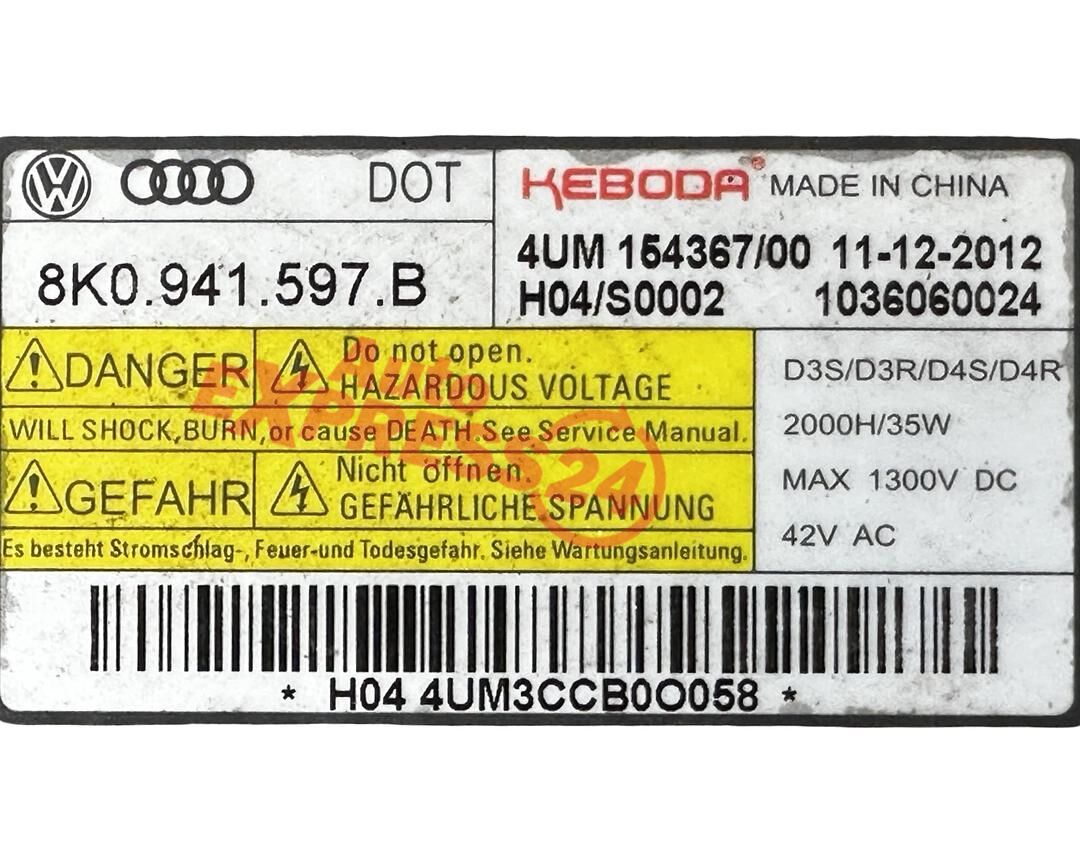 DOT
KEBODA® MADE IN CHINA
8K0.941.597.B
4UM 154367/00 11-12-2012
H04/S0002 1036060024
DANGER
Do not open.
HAZARDOUS VOLTAGE
WILL SHOCK,BURN,or cause DEATH.See Service Manual.
GEFAHR
Nicht öffnen.
GEFÄHRLICHE SPANNUNG
Es besteht Stromschlag-, Feuer-und Todesgefahr. Siehe Wartungsanleitung.
D3S/D3R/D4S/D4R
2000H/35W
MAX 1300V DC
42V AC
Auto
EXPRESS24
* H04 4UM3CCB0O058 *